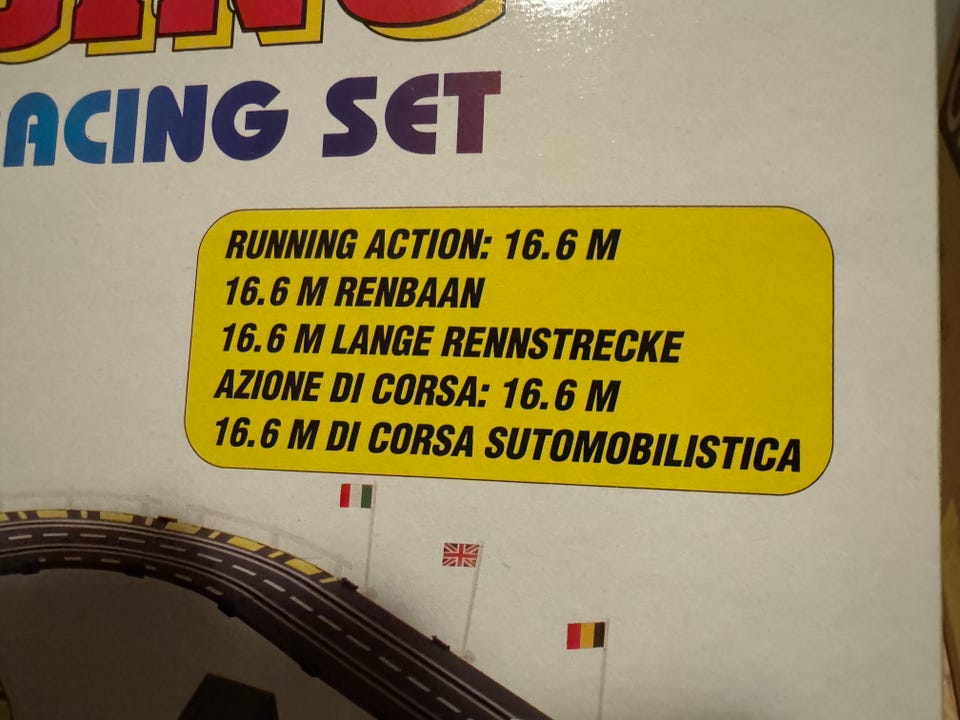 RACING SET
RUNNING ACTION: 16.6 M
16.6 M RENBAAN
16.6 M LANGE RENNSTRECKE
AZIONE DI CORSA: 16.6 M
16.6 M DI CORSA SUTOMOBILISTICA